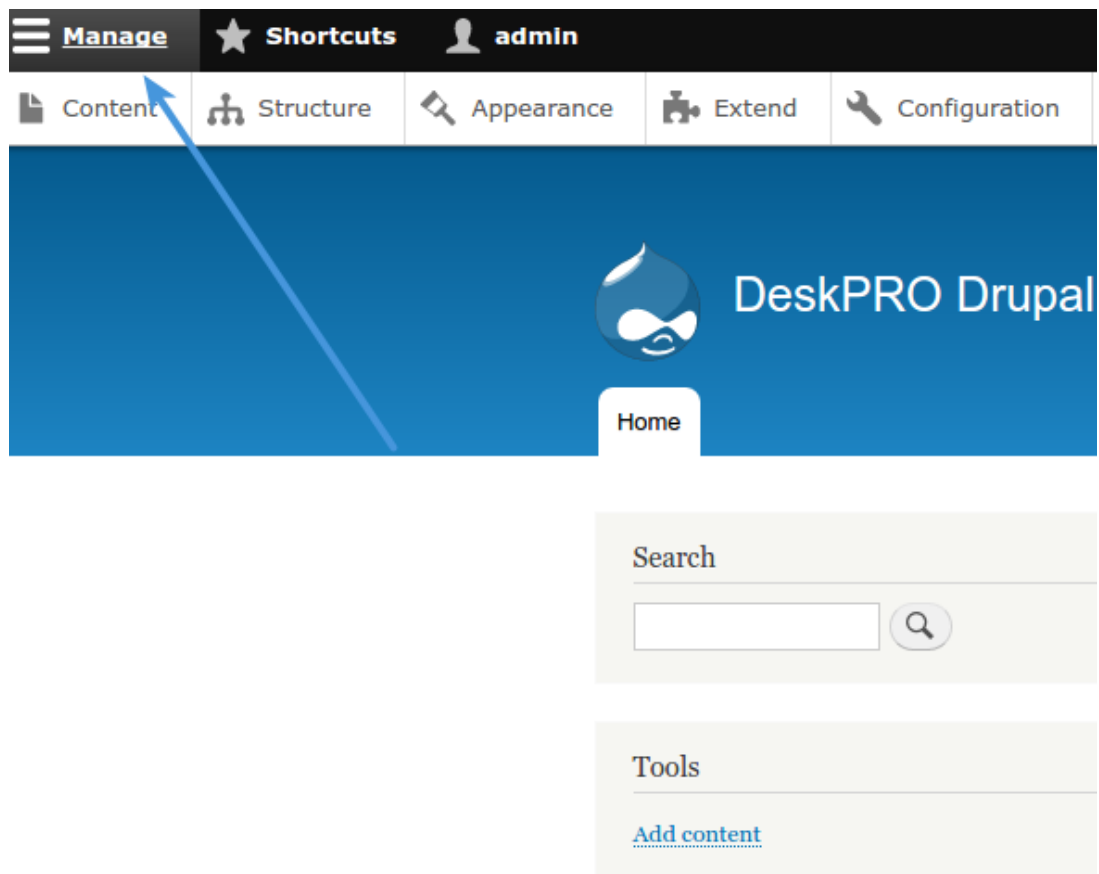 Manage Shortcuts admin
Content Structure Appearance Extend Configuration
DeskPRO Drupal
Home
Search
Tools
Add content